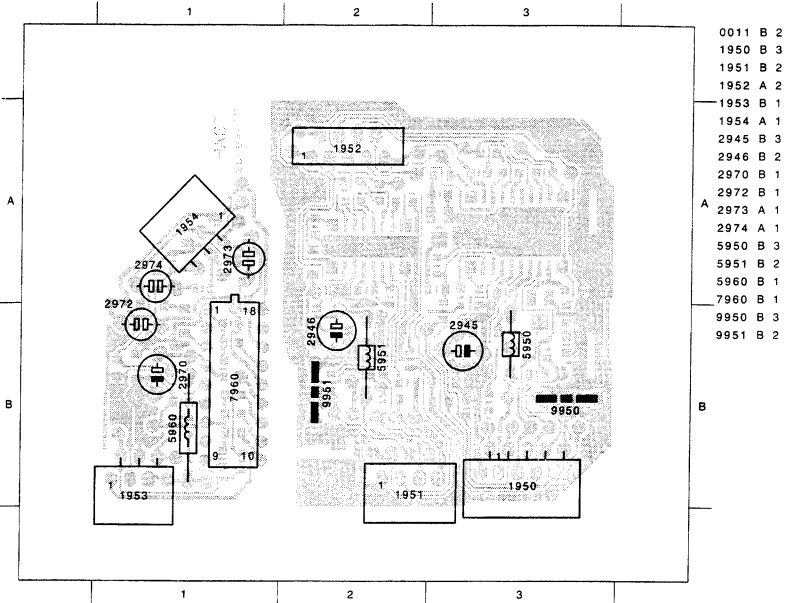 1 2 3
0011 B 2
1950 B 3
1951 B 2
1952 A 2
1953 B 1
1954 A 1
2945 B 3
2946 B 2
2970 B 1
2972 B 1
2973 A 1
2974 A 1
5950 B 3
5951 B 2
5960 B 1
7960 B 1
9950 B 3
9951 B 2
1 1952
A A
1954 1
2973
2974
2972
1 18
2946
2945
5950
5951
2970
7960
9951
B B
9950
5960
9 10
1 1953
1 1951
1 1950
1 2 3